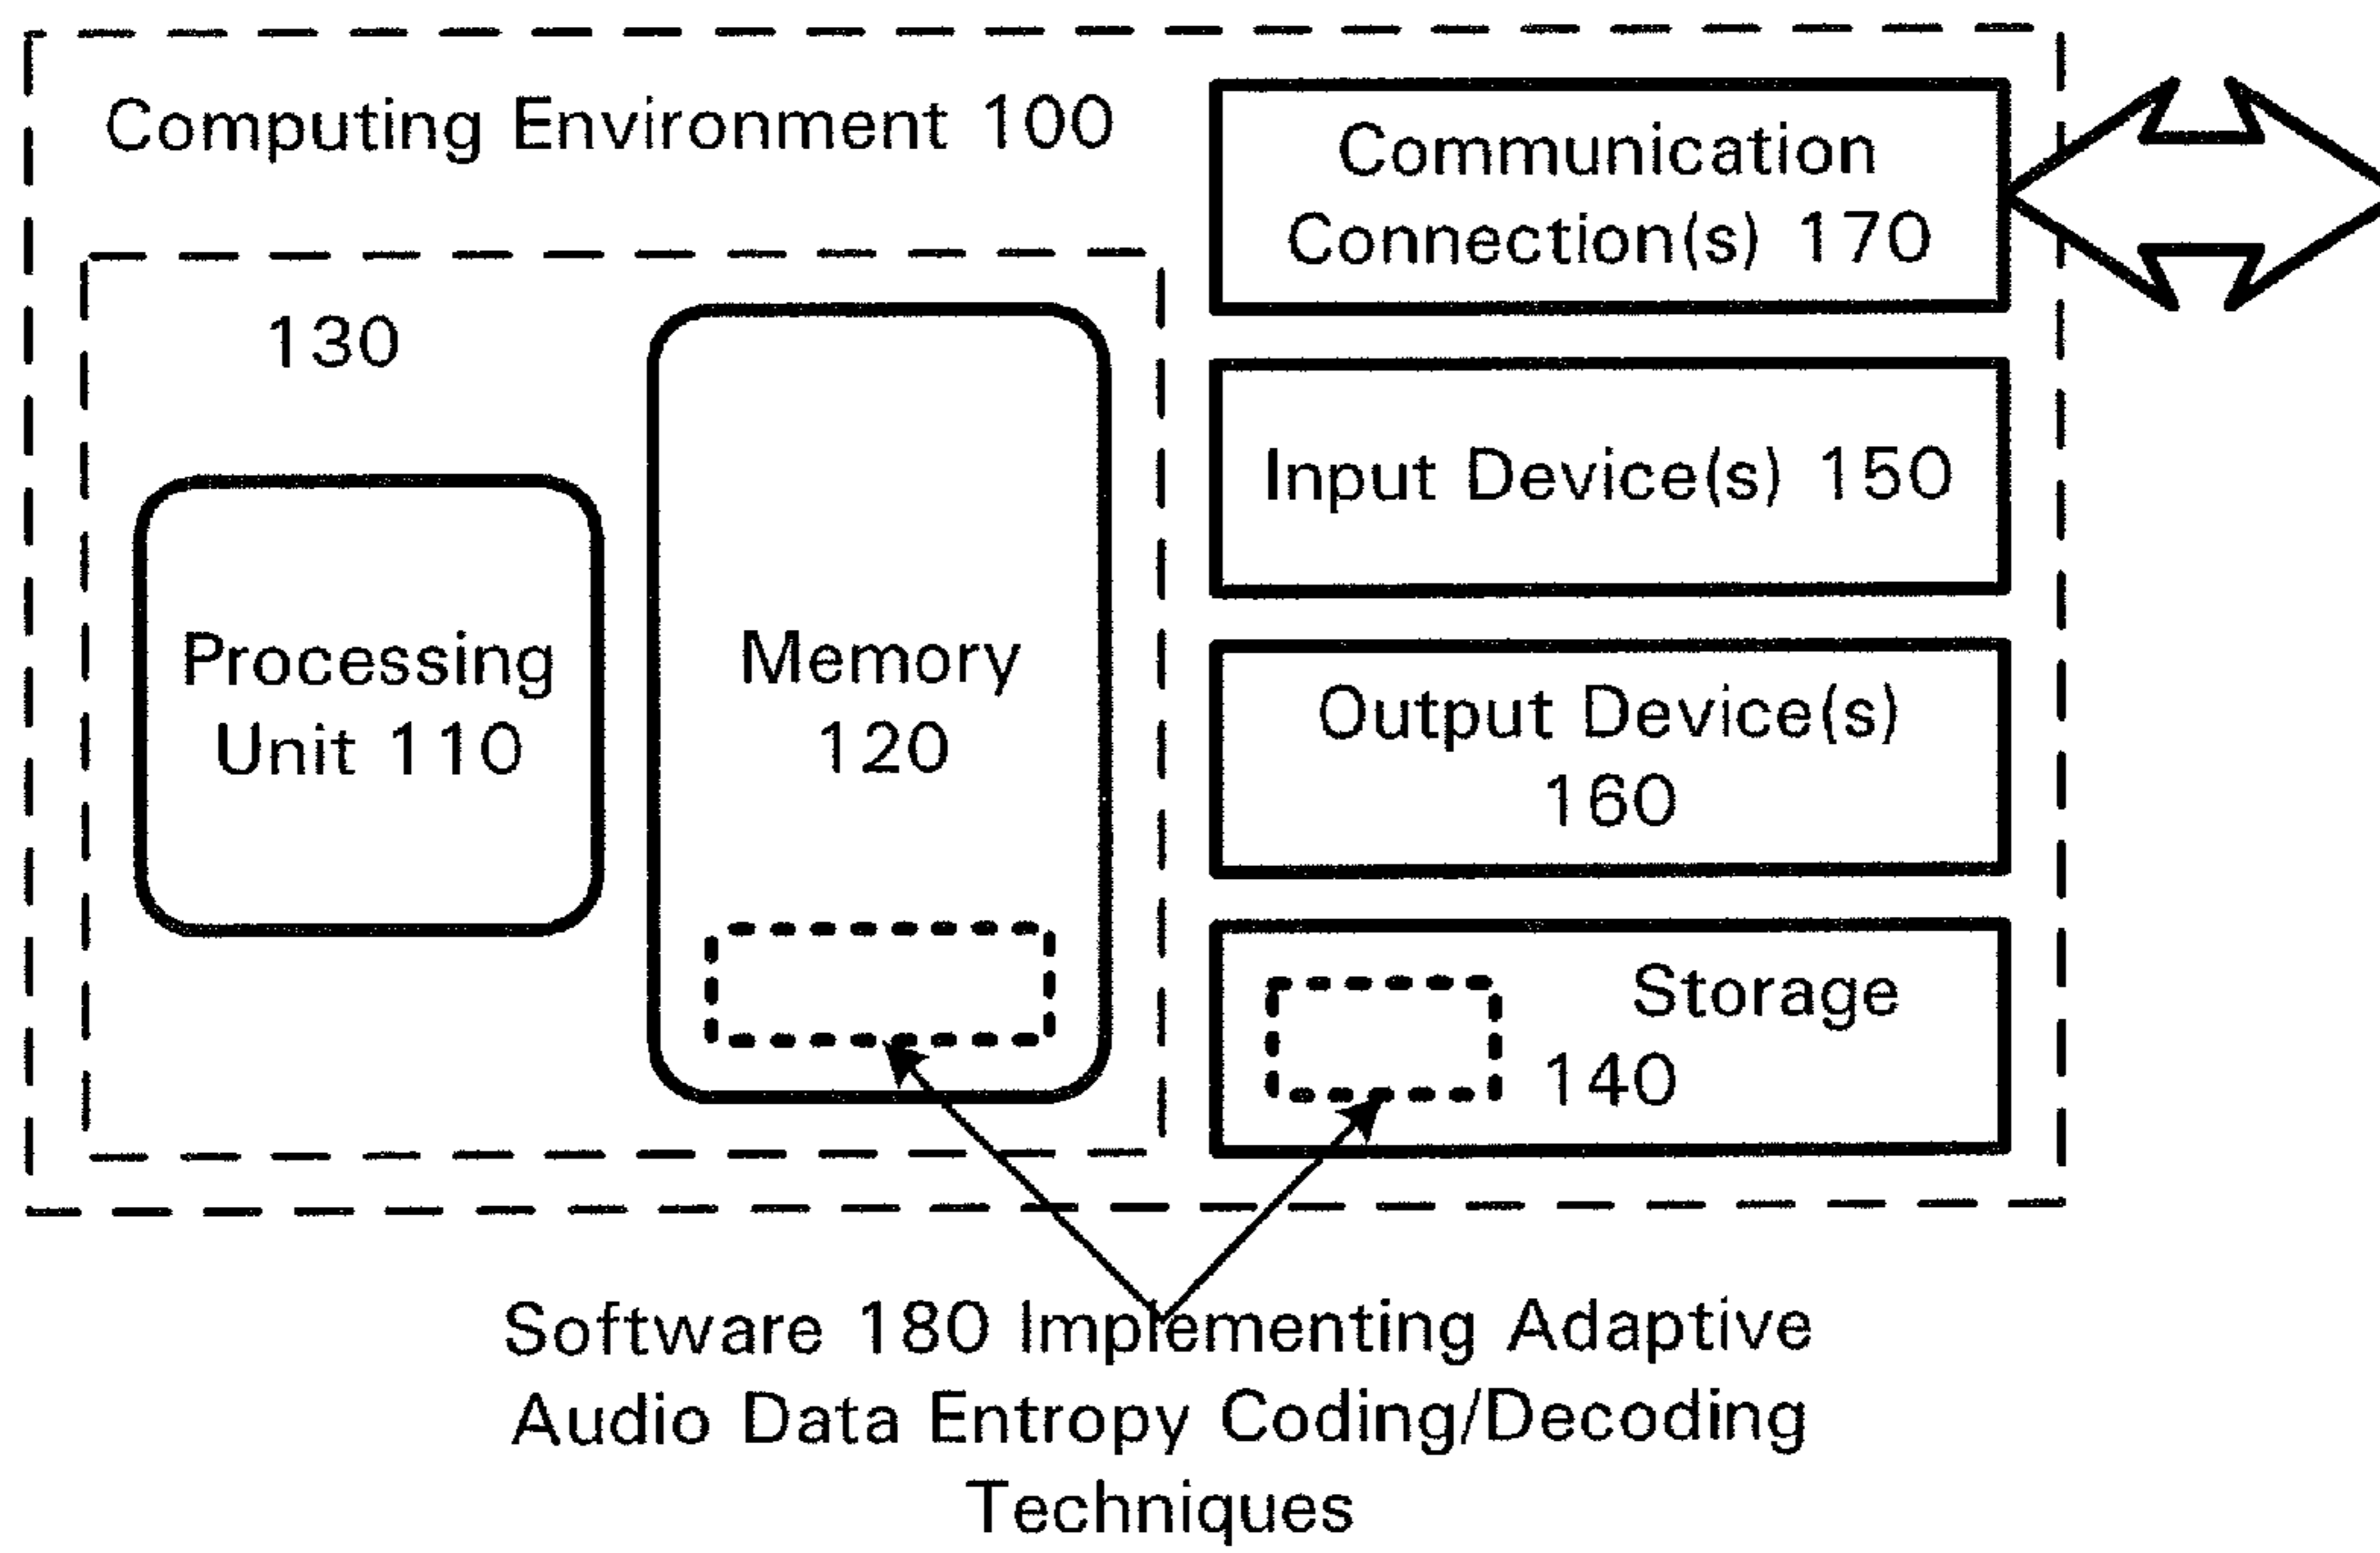 Computing Environment 100
130
Processing
Unit 110
Memory
120
Communication
Connection(s) 170
Input Device(s) 150
Output Device(s)
160
Storage
140
Software 180 Implementing Adaptive
Audio Data Entropy Coding/Decoding
Techniques